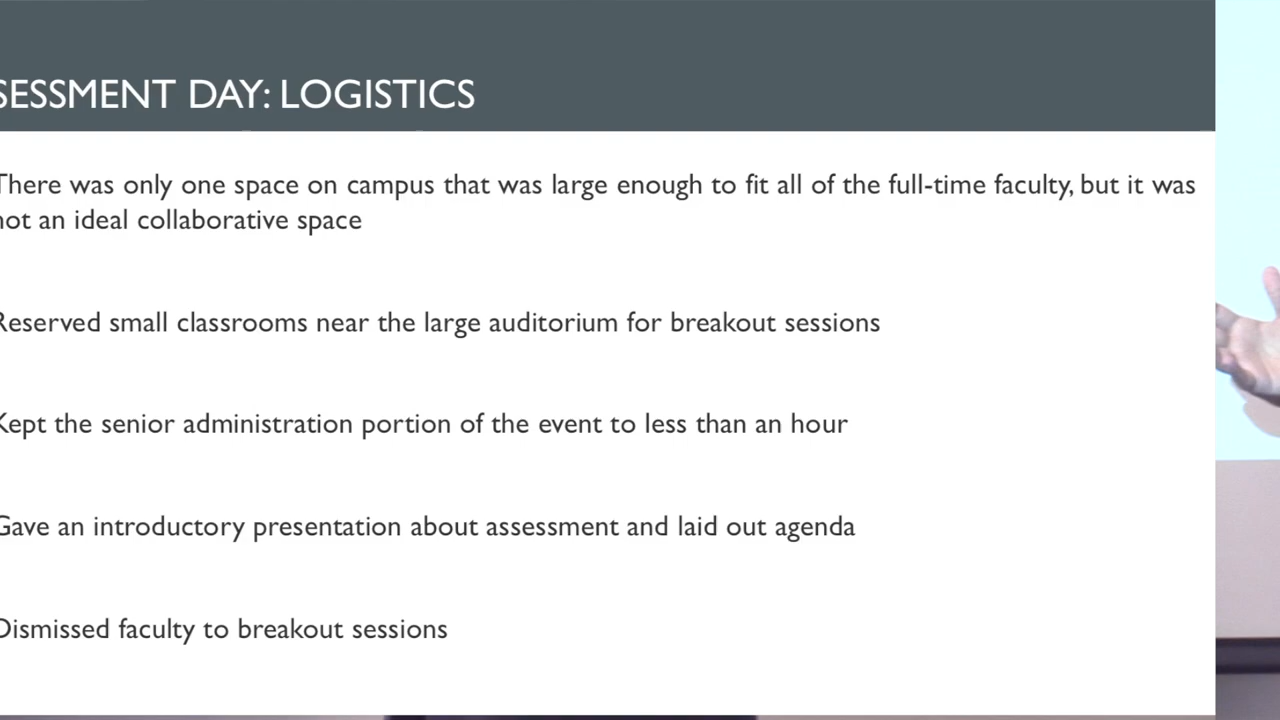 SESSMENT DAY: LOGISTICS
There was only one space on campus that was large enough to fit all of the full-time faculty, but it was
not an ideal collaborative space
Reserved small classrooms near the large auditorium for breakout sessions
Kept the senior administration portion of the event to less than an hour
Gave an introductory presentation about assessment and laid out agenda
Dismissed faculty to breakout sessions